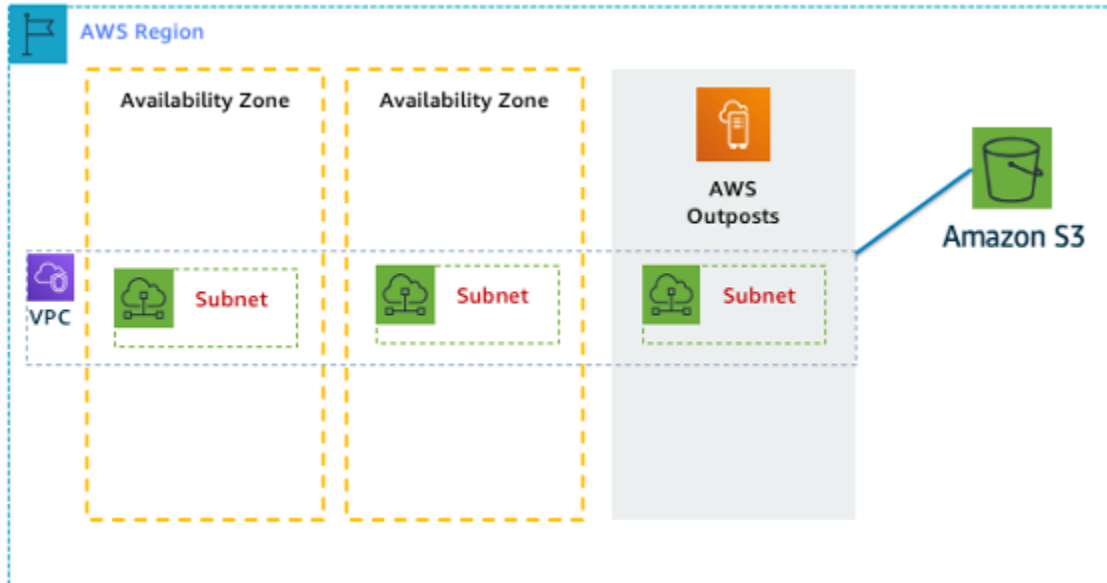 AWS Region
Availability Zone
Availability Zone
AWS
Outposts
Amazon S3
VPC
Subnet
Subnet
Subnet